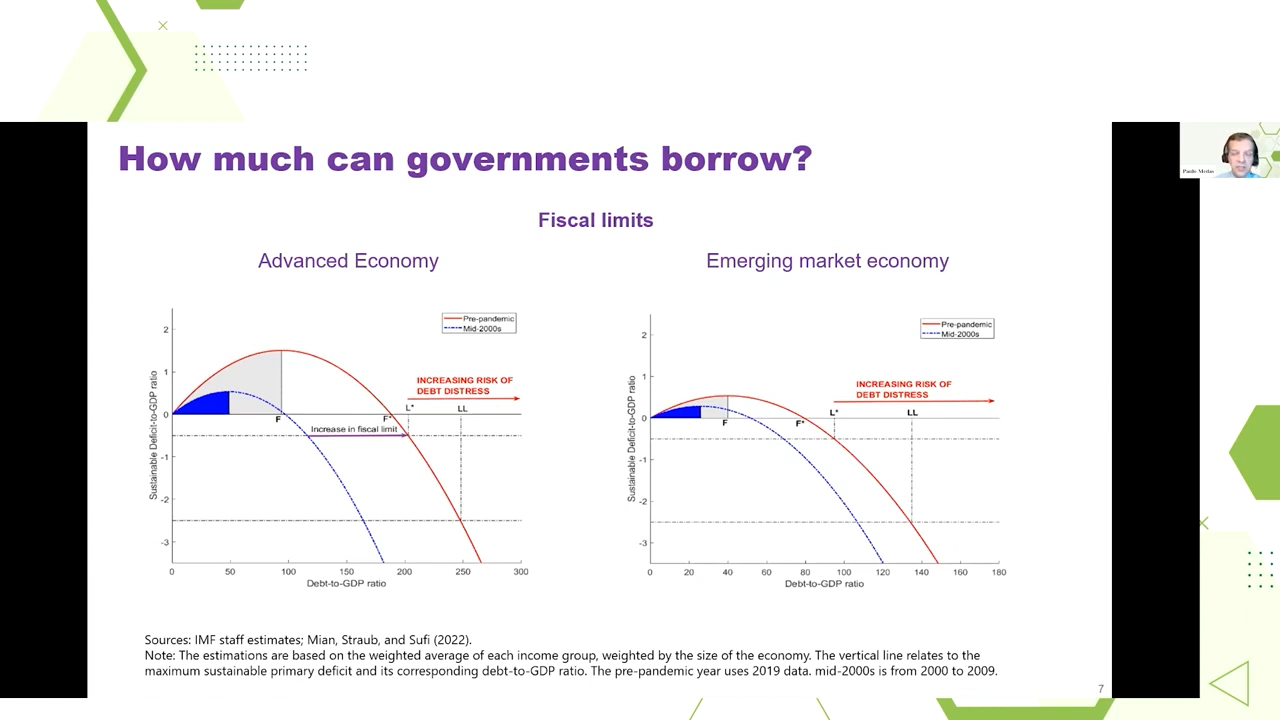 How much can governments borrow?
Paulo Medas
Fiscal limits
Advanced Economy
Emerging market economy
Pre-pandemic
Mid-2000s
INCREASING RISK OF
DEBT DISTRESS
L*
LL
F
F*
Increase in fiscal limit
2
1
0
-1
-2
-3
Sustainable Deficit-to-GDP ratio
0 50 100 150 200 250 300
Debt-to-GDP ratio
Pre-pandemic
Mid-2000s
INCREASING RISK OF
DEBT DISTRESS
L*
LL
F
F*
2
1
0
-1
-2
-3
Sustainable Deficit-to-GDP ratio
0 20 40 60 80 100 120 140 160 180
Debt-to-GDP ratio
Sources: IMF staff estimates; Mian, Straub, and Sufi (2022).
Note: The estimations are based on the weighted average of each income group, weighted by the size of the economy. The vertical line relates to the
maximum sustainable primary deficit and its corresponding debt-to-GDP ratio. The pre-pandemic year uses 2019 data. mid-2000s is from 2000 to 2009.
7